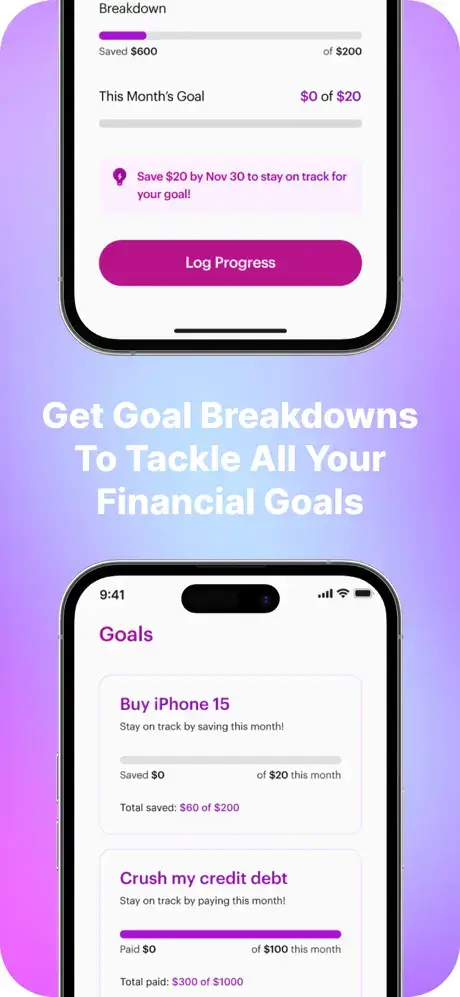 Breakdown
Saved $600 of $200
This Month's Goal $0 of $20
Save $20 by Nov 30 to stay on track for
your goal!
Log Progress
Get Goal Breakdowns
To Tackle All Your
Financial Goals
9:41
Goals
Buy iPhone 15
Stay on track by saving this month!
Saved $0 of $20 this month
Total saved: $60 of $200
Crush my credit debt
Stay on track by paying this month!
Paid $0 of $100 this month
Total paid: $300 of $1000